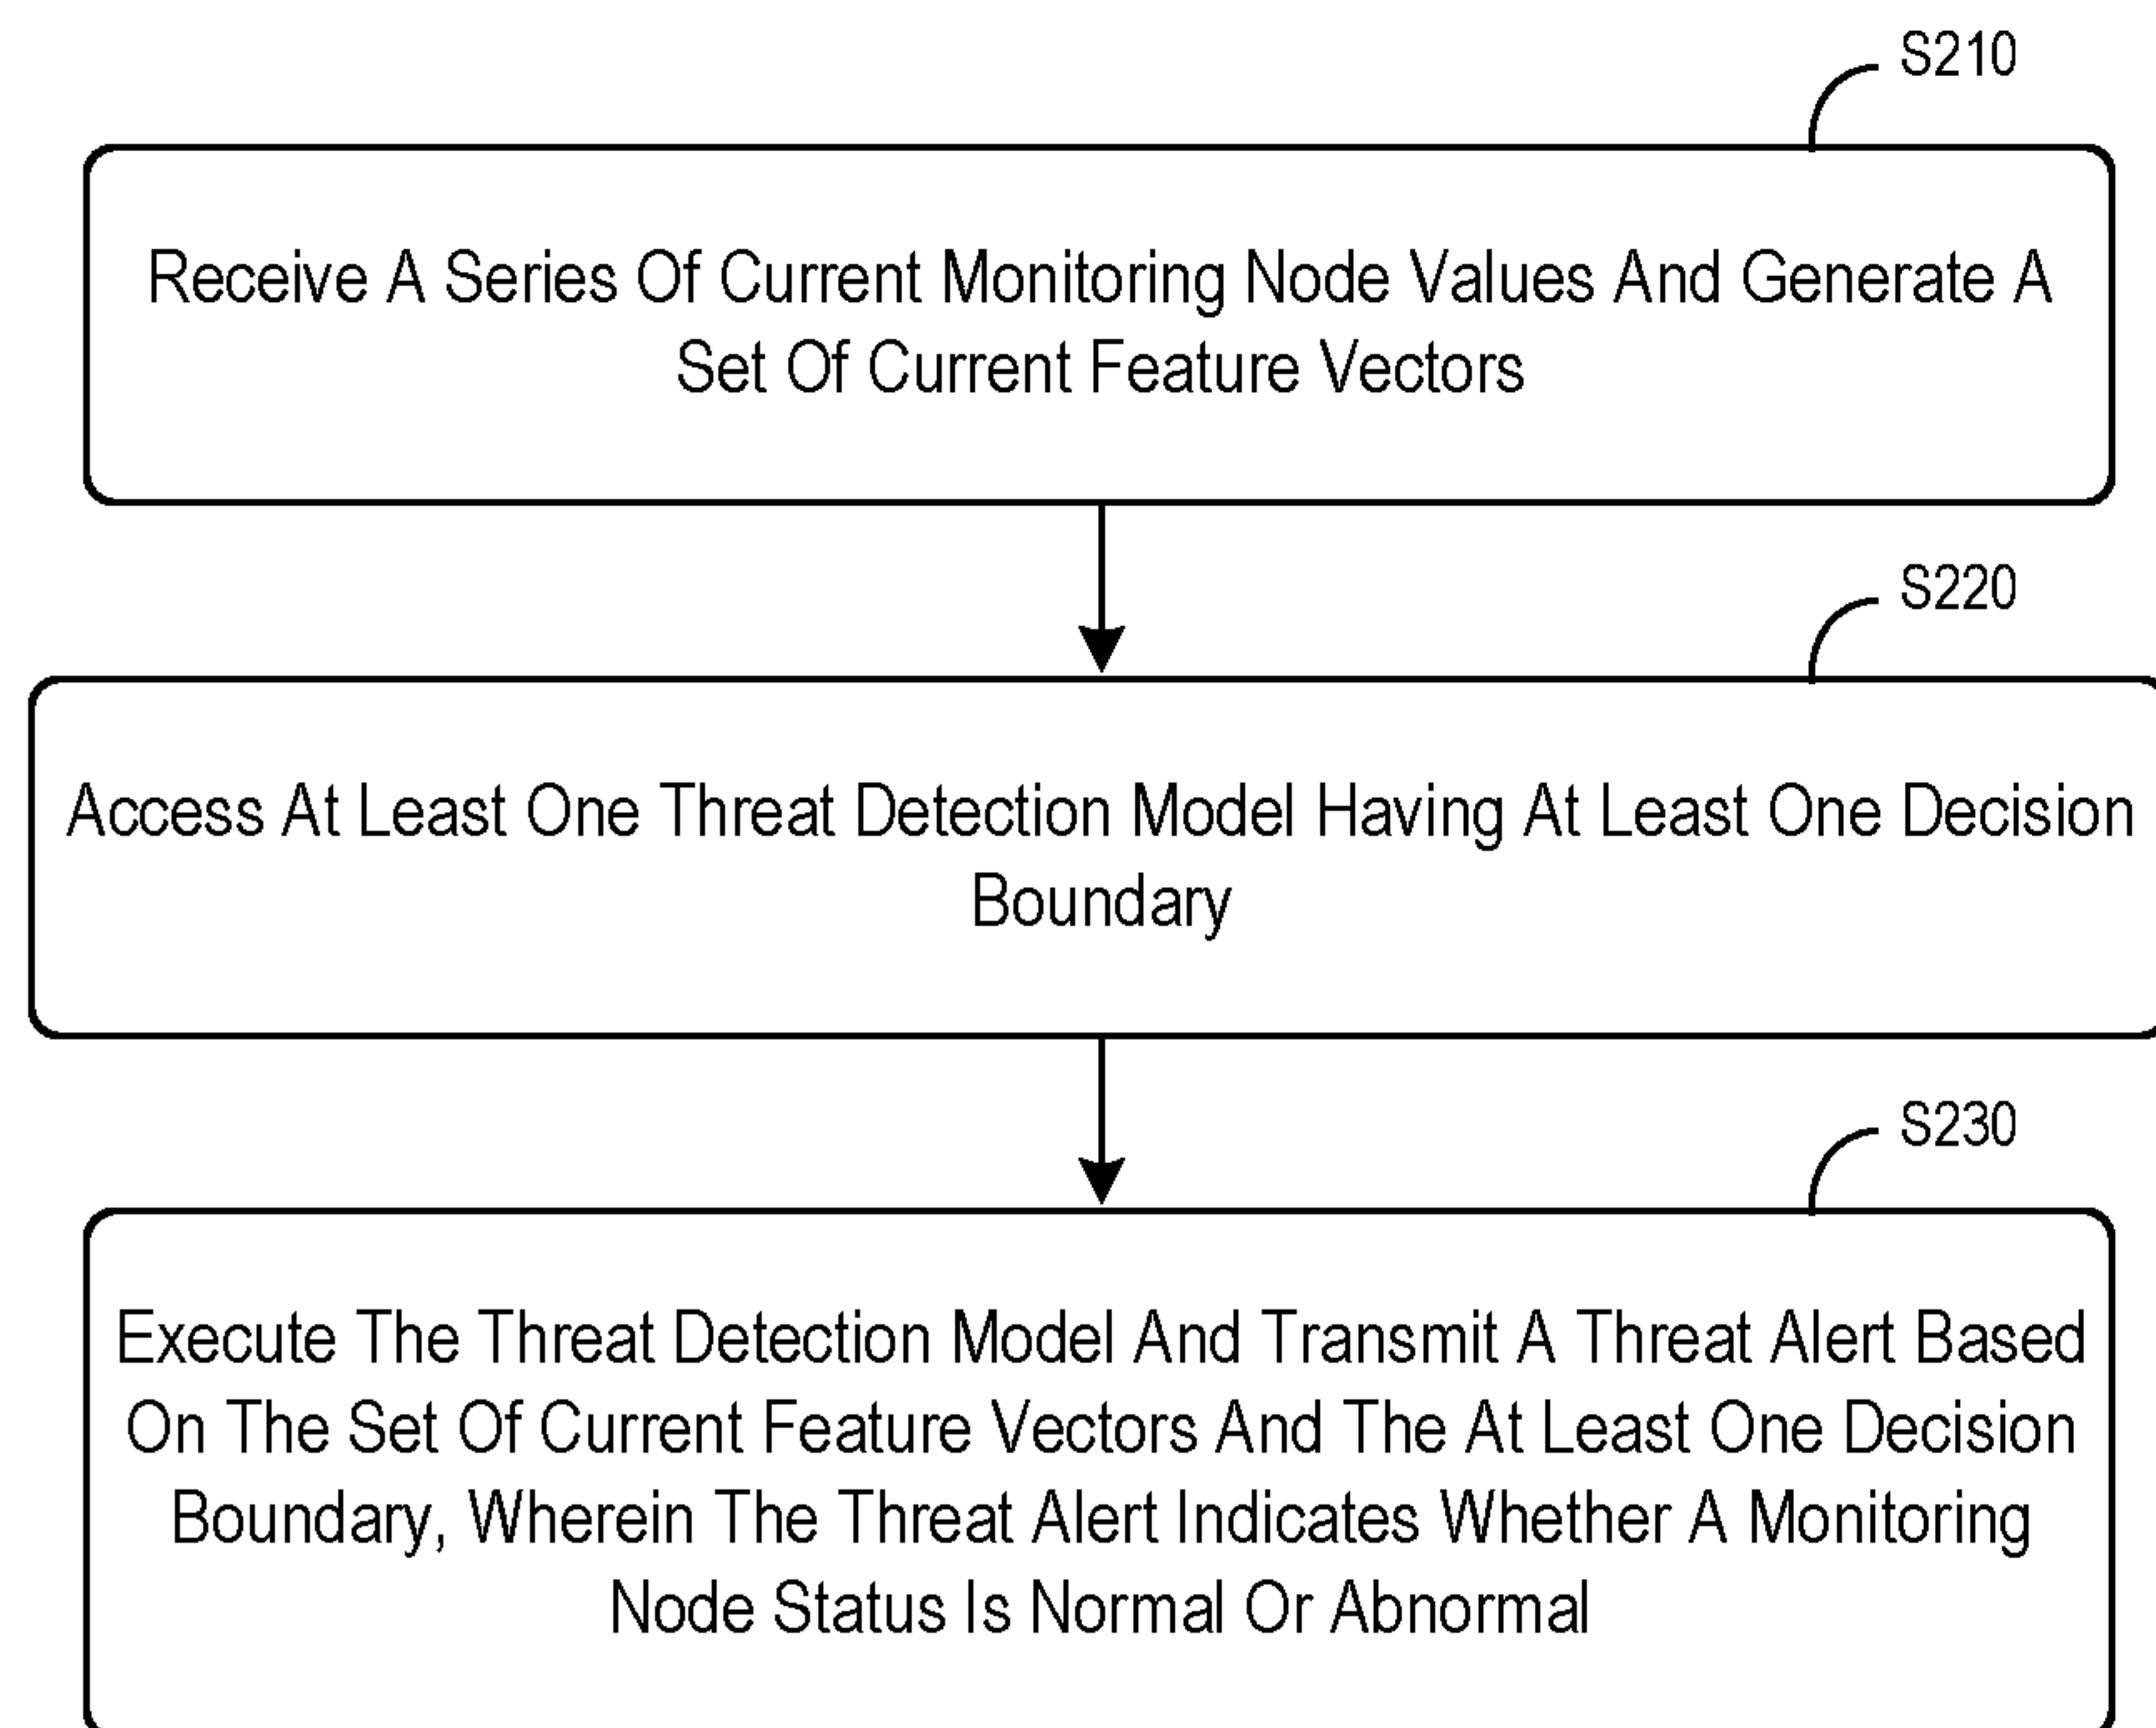 S210
Receive A Series Of Current Monitoring Node Values And Generate A
Set Of Current Feature Vectors
S220
Access At Least One Threat Detection Model Having At Least One Decision
Boundary
S230
Execute The Threat Detection Model And Transmit A Threat Alert Based
On The Set Of Current Feature Vectors And The At Least One Decision
Boundary, Wherein The Threat Alert Indicates Whether A Monitoring
Node Status Is Normal Or Abnormal